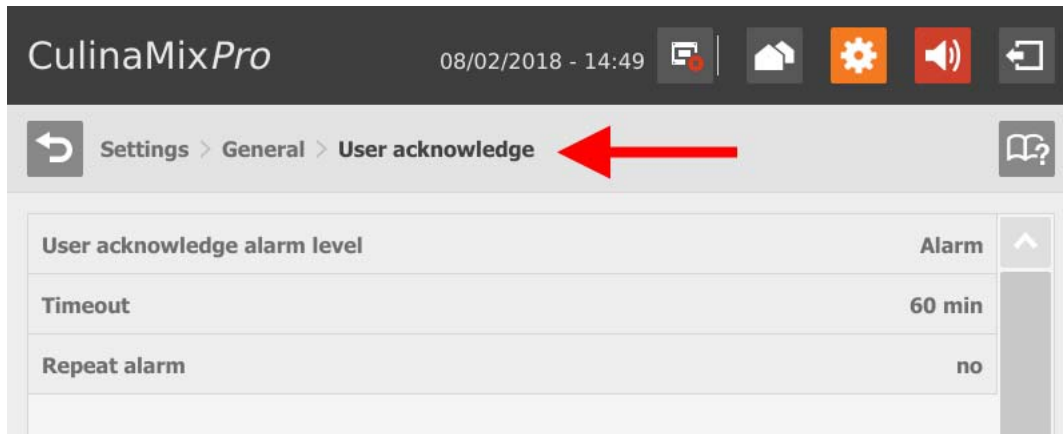 CulinaMixPro 08/02/2018 - 14:49
Settings > General > User acknowledge
User acknowledge alarm level Alarm
Timeout 60 min
Repeat alarm no